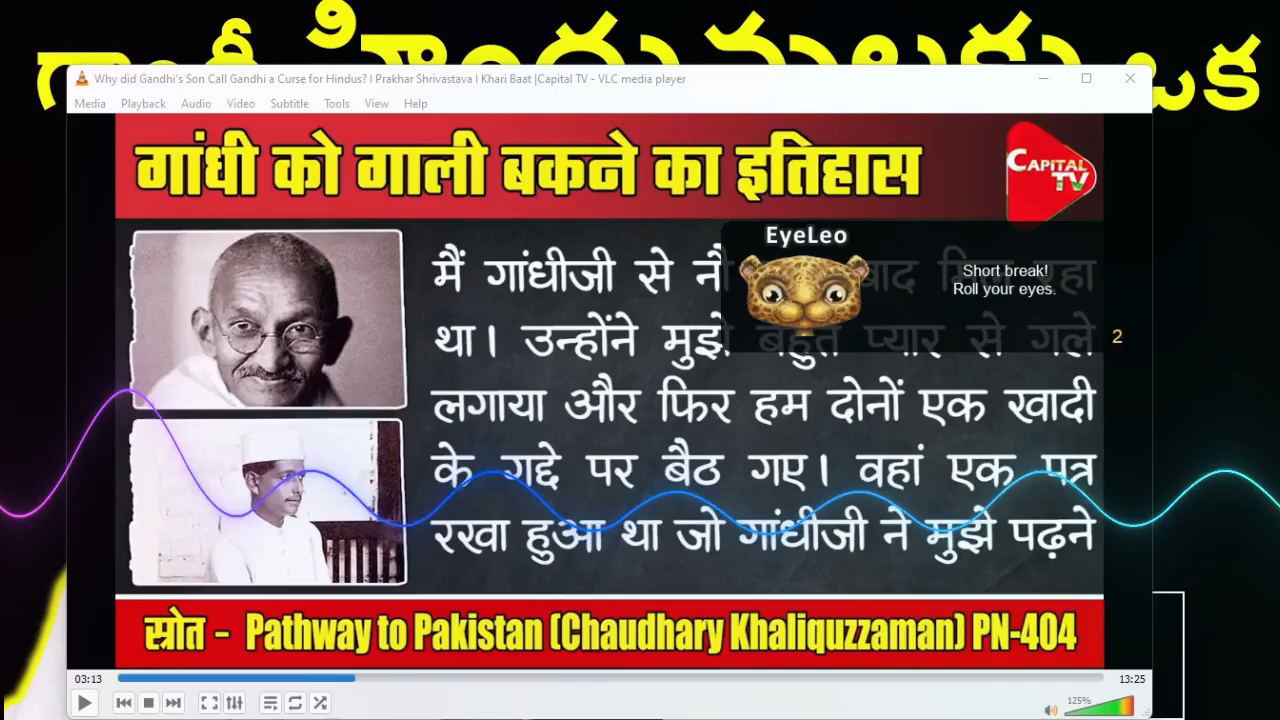 Why did Gandhi's Son Call Gandhi a Curse for Hindus? l Prakhar Shrivastava l Khari Baat |Capital TV - VLC media player
Media Playback Audio Video Subtitle Tools View Help
गांधी को गाली बकने का इतिहास
CAPITAL
TV
EyeLeo
Short break!
Roll your eyes.
2
मैं गांधीजी से बाद मिल रहा
था। उन्होंने मुझे बहुत प्यार से गले
लगाया और फिर हम दोनों एक खादी
के गद्दे पर बैठ गए। वहां एक पत्र
रखा हुआ था जो गांधीजी ने मुझे पढ़ने
स्रोत - Pathway to Pakistan (Chaudhary Khaliquzzaman) PN-404
03:13
13:25
125%